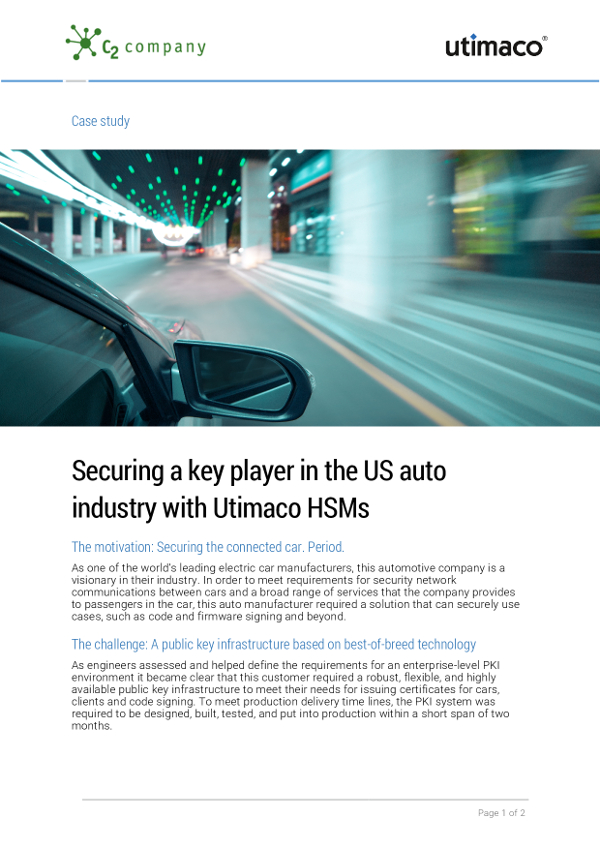 C2 company
utimaco®
Case study
Securing a key player in the US auto
industry with Utimaco HSMs
The motivation: Securing the connected car. Period.
As one of the world's leading electric car manufacturers, this automotive company is a
visionary in their industry. In order to meet requirements for security network
communications between cars and a broad range of services that the company provides
to passengers in the car, this auto manufacturer required a solution that can securely use
cases, such as code and firmware signing and beyond.
The challenge: A public key infrastructure based on best-of-breed technology
As engineers assessed and helped define the requirements for an enterprise-level PKI
environment it became clear that this customer required a robust, flexible, and highly
available public key infrastructure to meet their needs for issuing certificates for cars,
clients and code signing. To meet production delivery time lines, the PKI system was
required to be designed, built, tested, and put into production within a short span of two
months.
Page 1 of 2